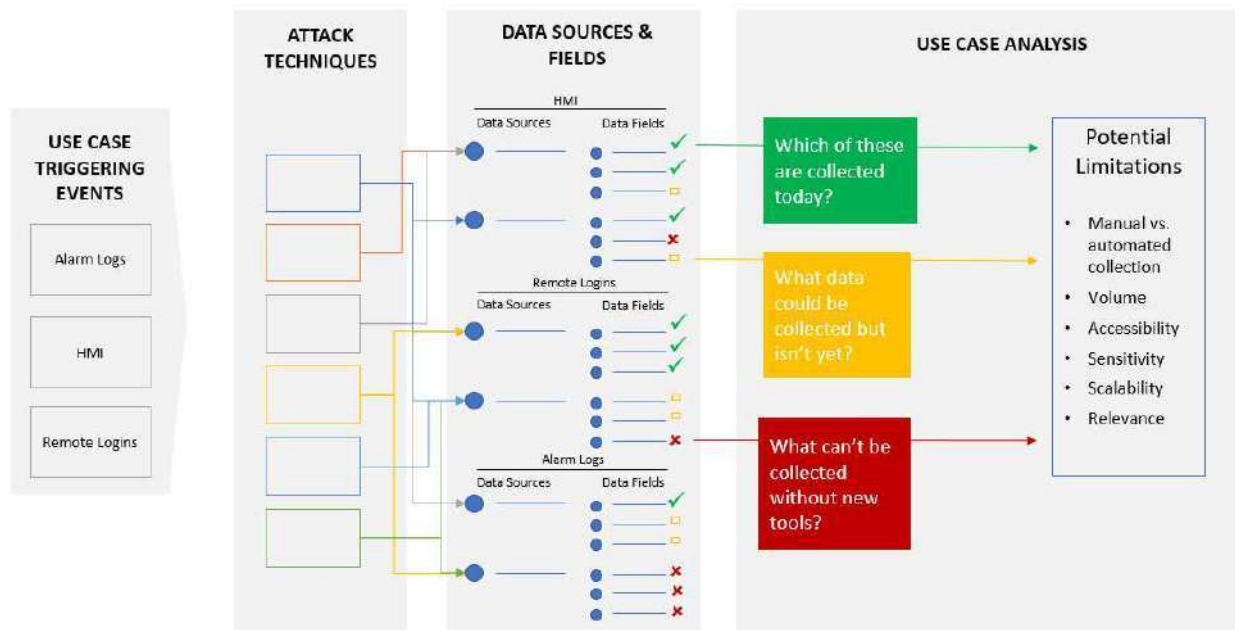 USE CASE
TRIGGERING
EVENTS
Alarm Logs
HMI
Remote Logins
ATTACK
TECHNIQUES
DATA SOURCES &
FIELDS
HMI
Data Sources
Data Fields
Remote Logins
Data Sources
Data Fields
Alarm Logs
Data Sources
Data Fields
USE CASE ANALYSIS
Which of these
are collected
today?
What data
could be
collected but
isn't yet?
What can't be
collected
without new
tools?
Potential
Limitations
• Manual vs.
automated
collection
• Volume
• Accessibility
• Sensitivity
• Scalability
• Relevance